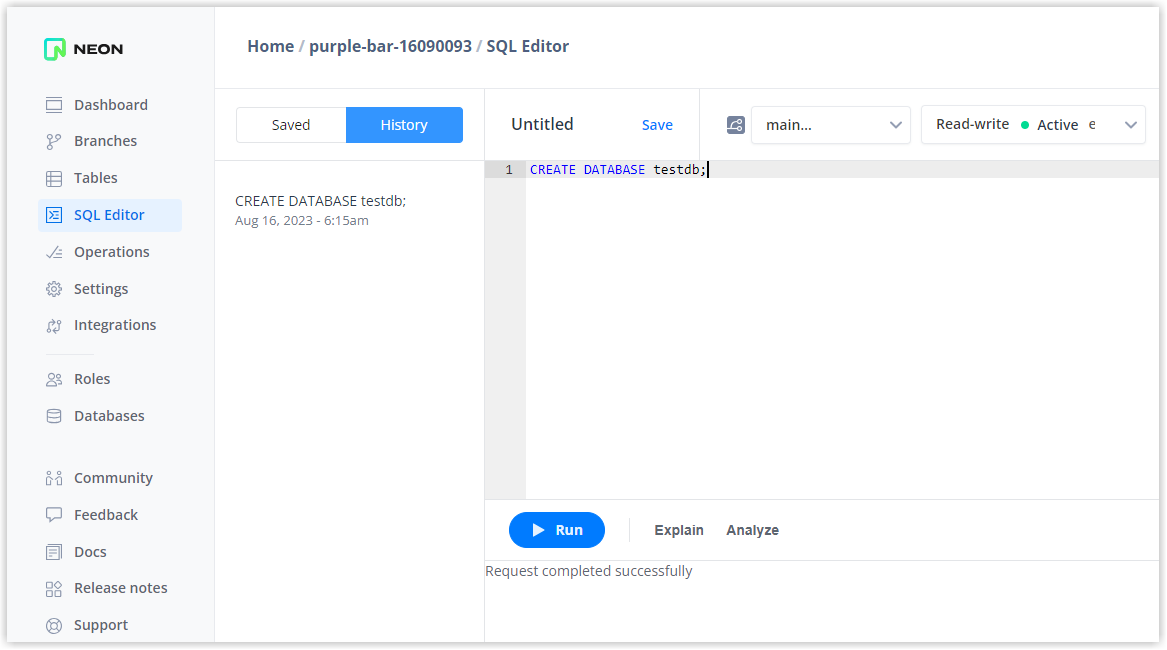 NEON
Home / purple-bar-16090093 / SQL Editor
Dashboard
Branches
Tables
SQL Editor
Operations
Settings
Integrations
Roles
Databases
Community
Feedback
Docs
Release notes
Support
Saved
History
CREATE DATABASE testdb;
Aug 16, 2023 - 6:15am
Untitled
Save
main...
Read-write Active e
1 CREATE DATABASE testdb;
Run
Explain
Analyze
Request completed successfully